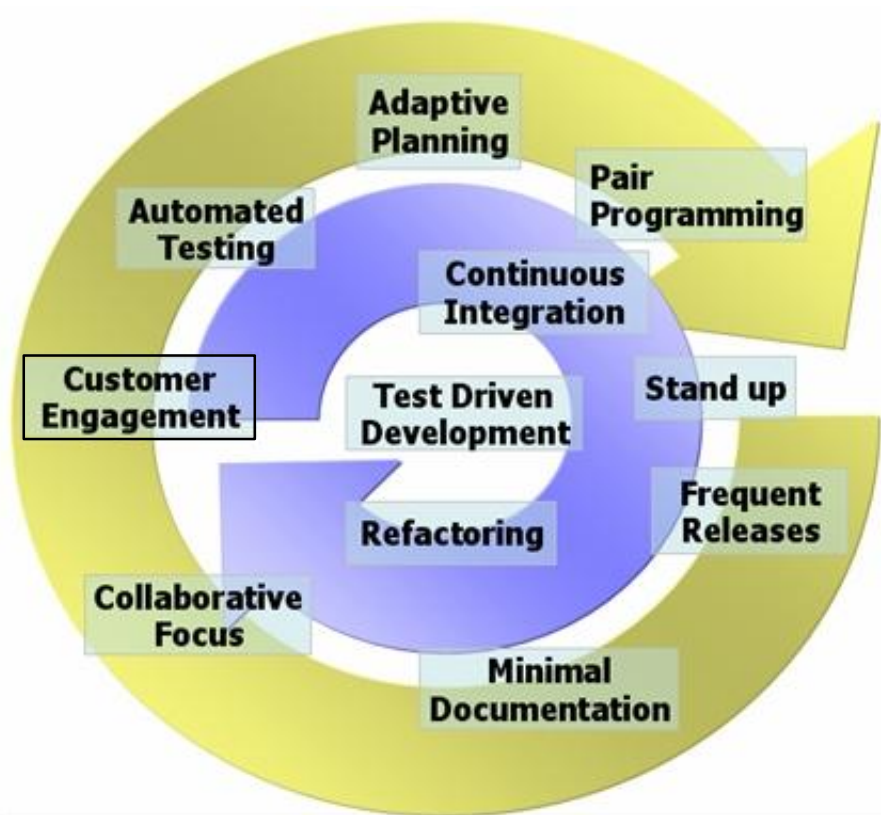 Adaptive
Planning
Pair
Programming
Automated
Testing
Continuous
Integration
Customer
Engagement
Test Driven
Development
Stand up
Frequent
Releases
Refactoring
Collaborative
Focus
Minimal
Documentation